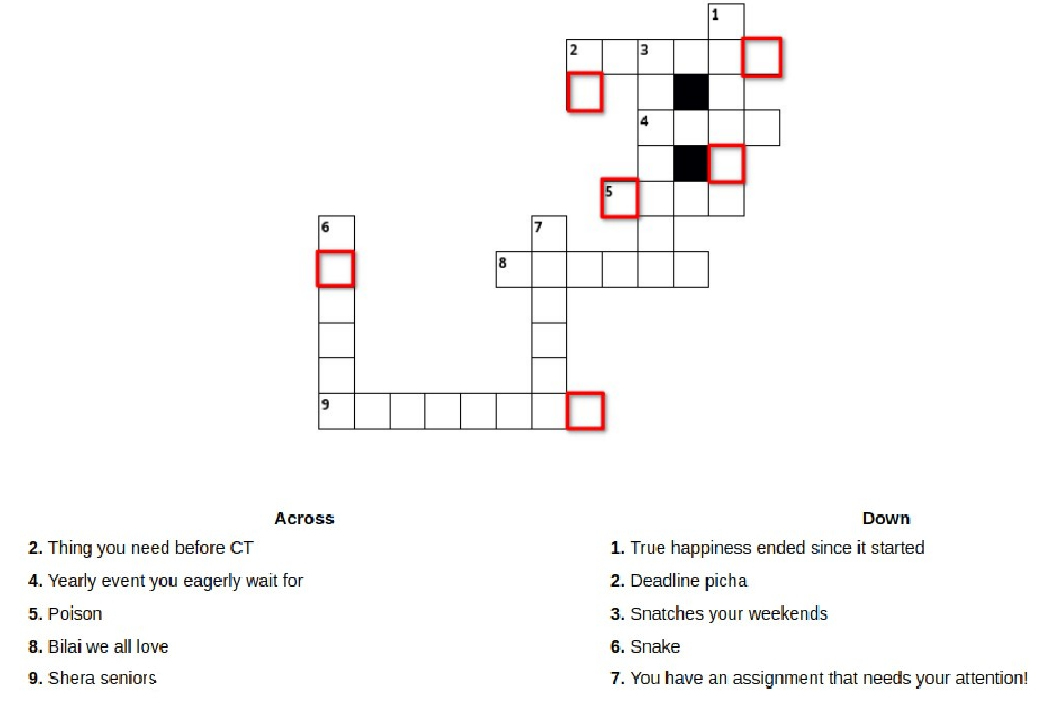 1
2 3
4
5
6 7
8
9
Across
2. Thing you need before CT
4. Yearly event you eagerly wait for
5. Poison
8. Bilai we all love
9. Shera seniors
Down
1. True happiness ended since it started
2. Deadline picha
3. Snatches your weekends
6. Snake
7. You have an assignment that needs your attention!